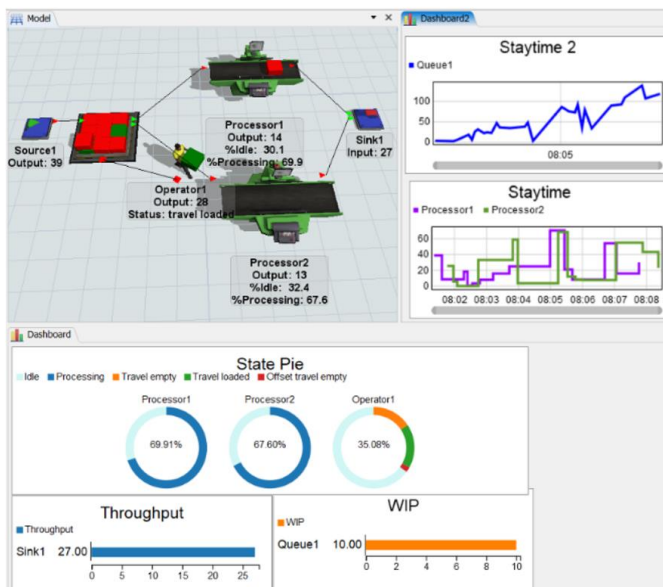 Model
Dashboard2
Source1
Output: 39
Processor1
Output: 14
%Idle: 30.1
%Processing: 69.9
Sink1
Input: 27
Operator1
Output: 28
Status: travel loaded
Processor2
Output: 13
%Idle: 32.4
%Processing: 67.6
Staytime 2
Queue1
100
50
0
08:05
Staytime
Processor1 Processor2
60
40
20
0
08:02 08:03 08:04 08:05 08:06 08:07 08:08
Dashboard
State Pie
Idle Processing Travel empty Travel loaded Offset travel empty
Processor1 Processor2 Operator1
69.91% 67.60% 35.08%
Throughput
Throughput
Sink1 27.00
0 5 10 15 20 25
WIP
WIP
Queue1 10.00
0 2 4 6 8 10